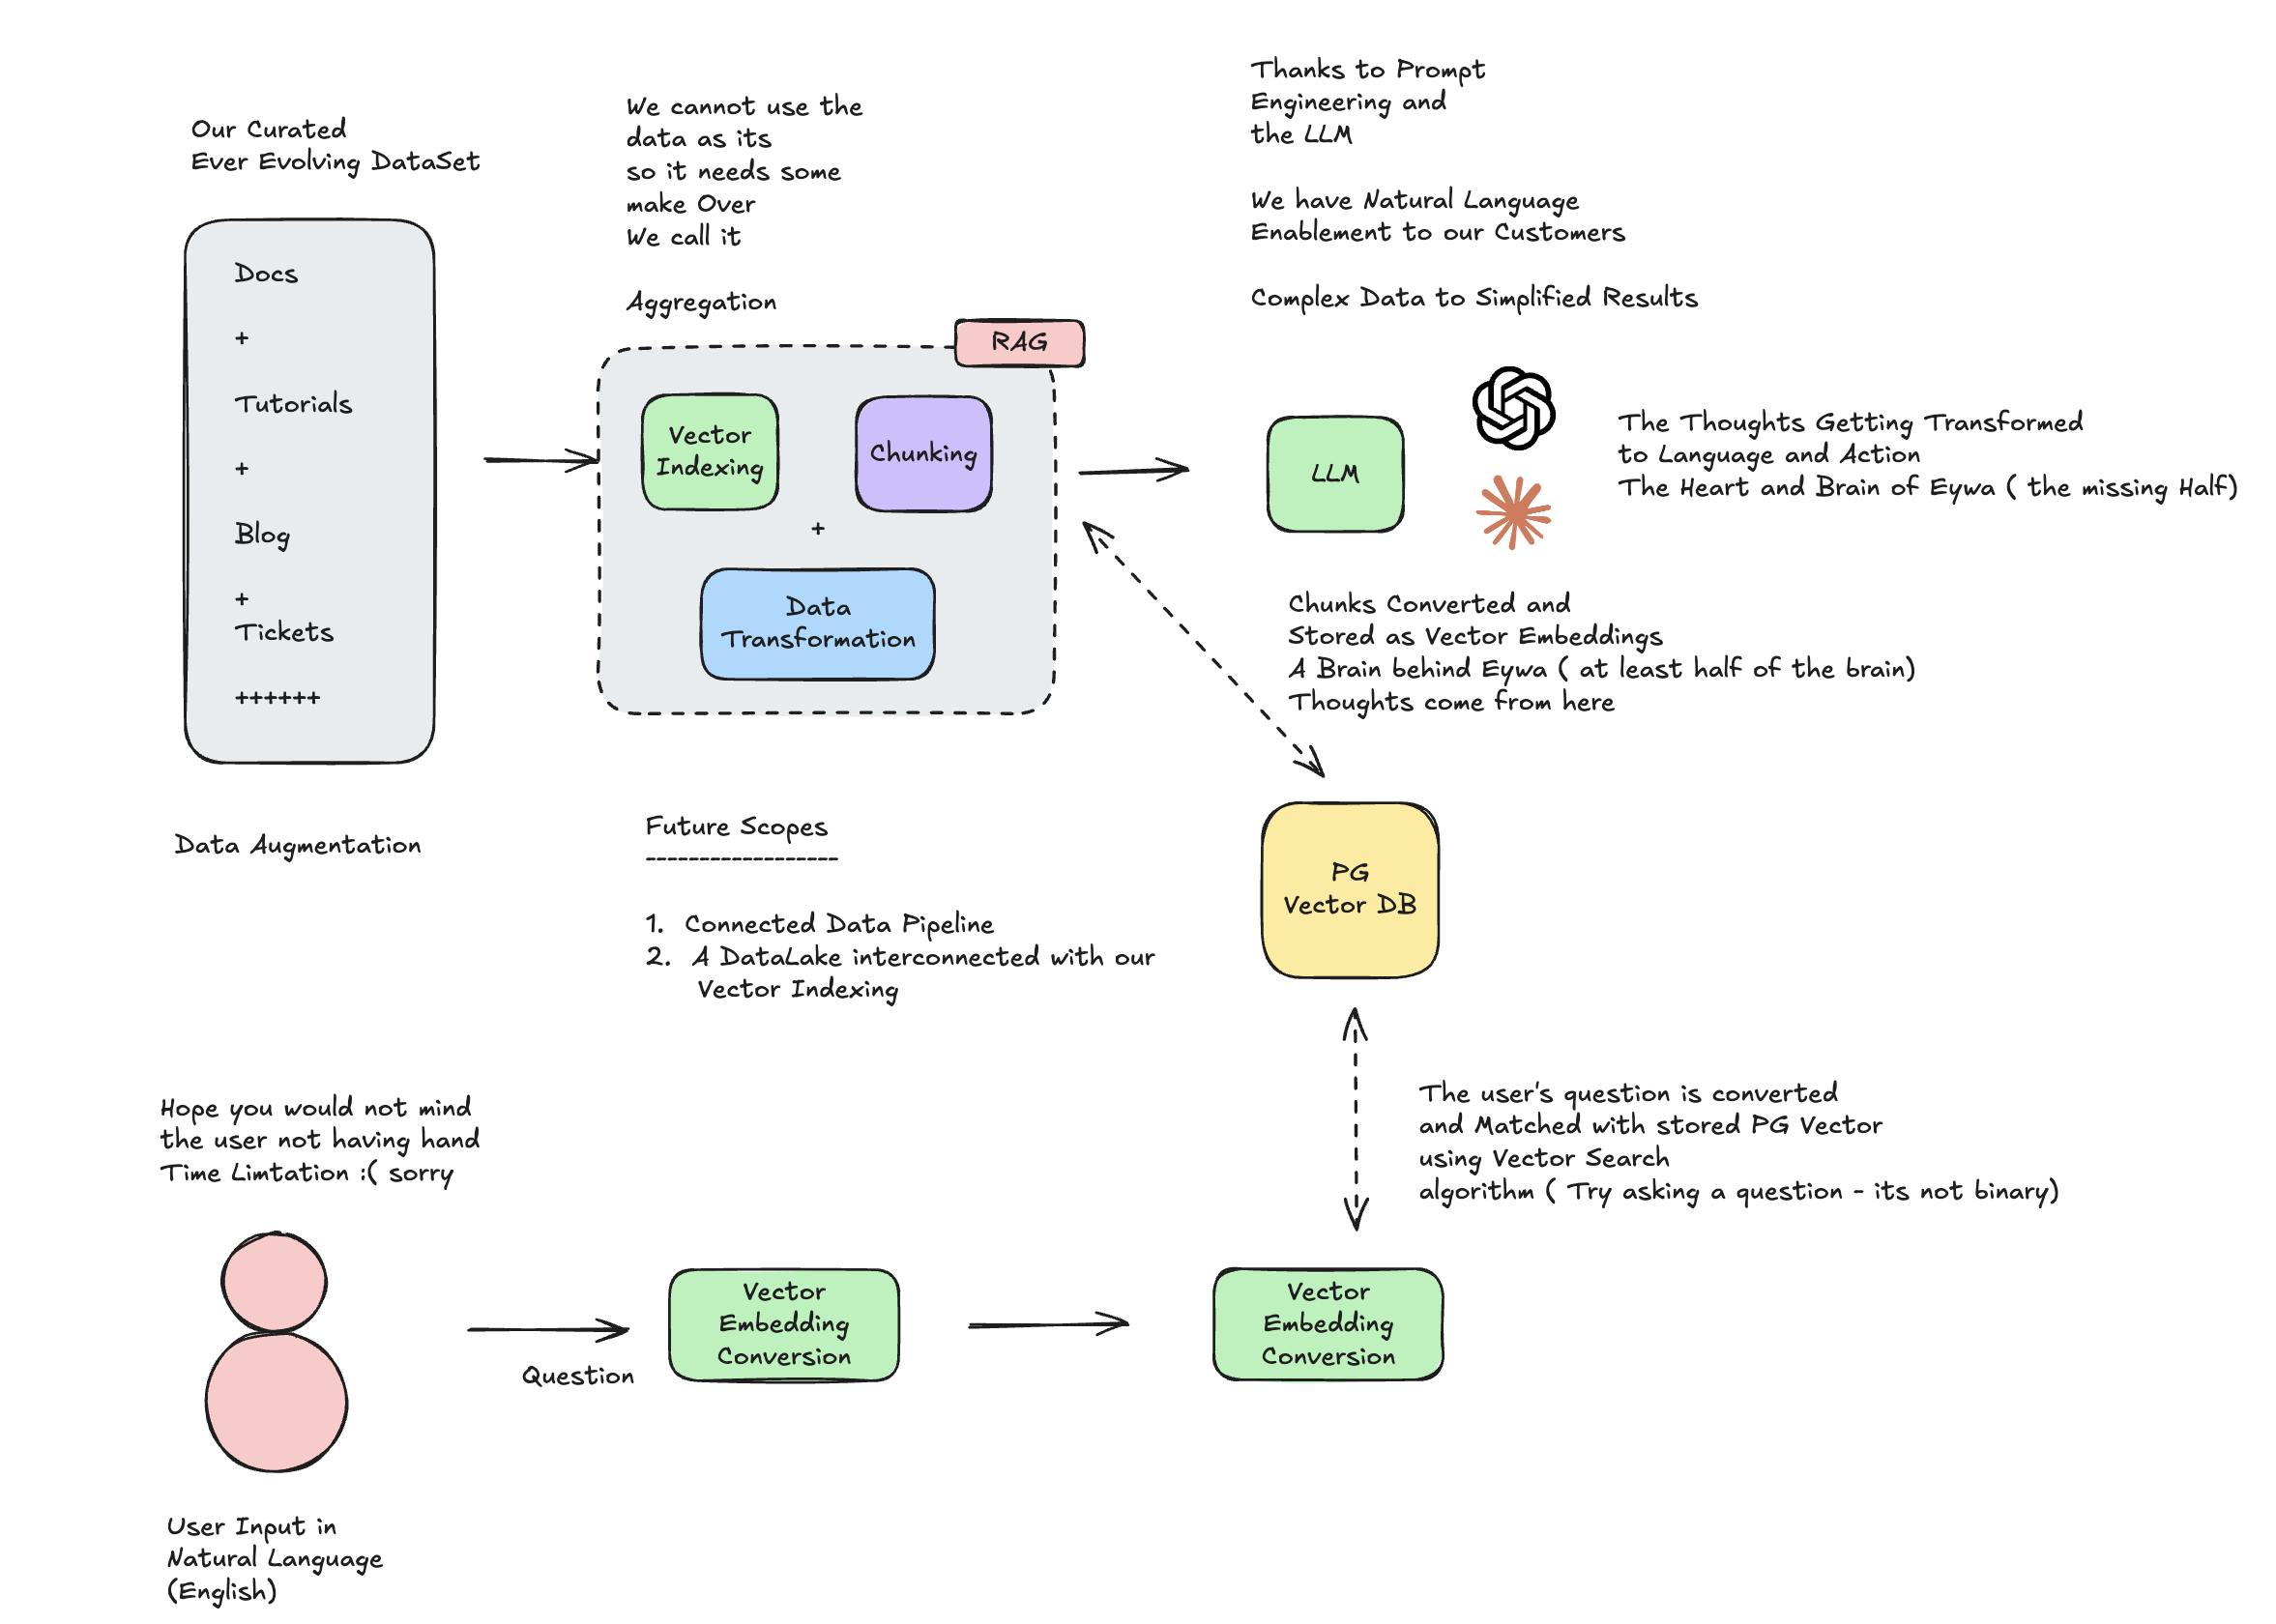 Our Curated
Ever Evolving DataSet
Docs
+
Tutorials
+
Blog
+
Tickets
++++++
Data Augmentation
We cannot use the
data as its
so it needs some
make Over
We call it
Aggregation
RAG
Vector
Indexing
Chunking
+
Data
Transformation
Thanks to Prompt
Engineering and
the LLM
We have Natural Language
Enablement to our Customers
Complex Data to Simplified Results
LLM
The Thoughts Getting Transformed
to Language and Action
The Heart and Brain of Eywa ( the missing Half)
Chunks Converted and
Stored as Vector Embeddings
A Brain behind Eywa ( at least half of the brain)
Thoughts come from here
Future Scopes
------------------
1. Connected Data Pipeline
2. A DataLake interconnected with our
Vector Indexing
PG
Vector DB
The user's question is converted
and Matched with stored PG Vector
using Vector Search
algorithm ( Try asking a question - its not binary)
Hope you would not mind
the user not having hand
Time Limtation :( sorry
Question
Vector
Embedding
Conversion
Vector
Embedding
Conversion
User Input in
Natural Language
(English)